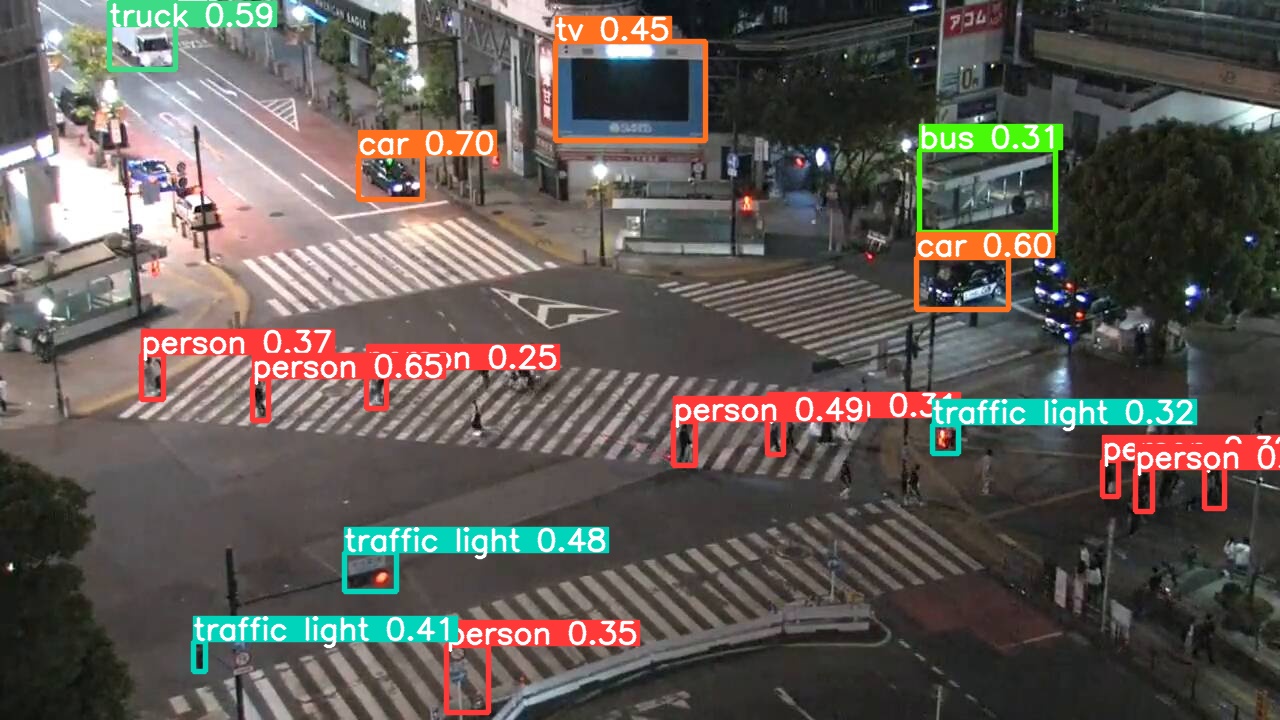 truck 0.59
AMERICAN EAGLE
tv 0.45
アコム
car 0.70
bus 0.31
car 0.60
person 0.37
person 0.65
on 0.25
person 0.49
0.31
traffic light 0.32
person 0.
traffic light 0.48
traffic light 0.41
person 0.35